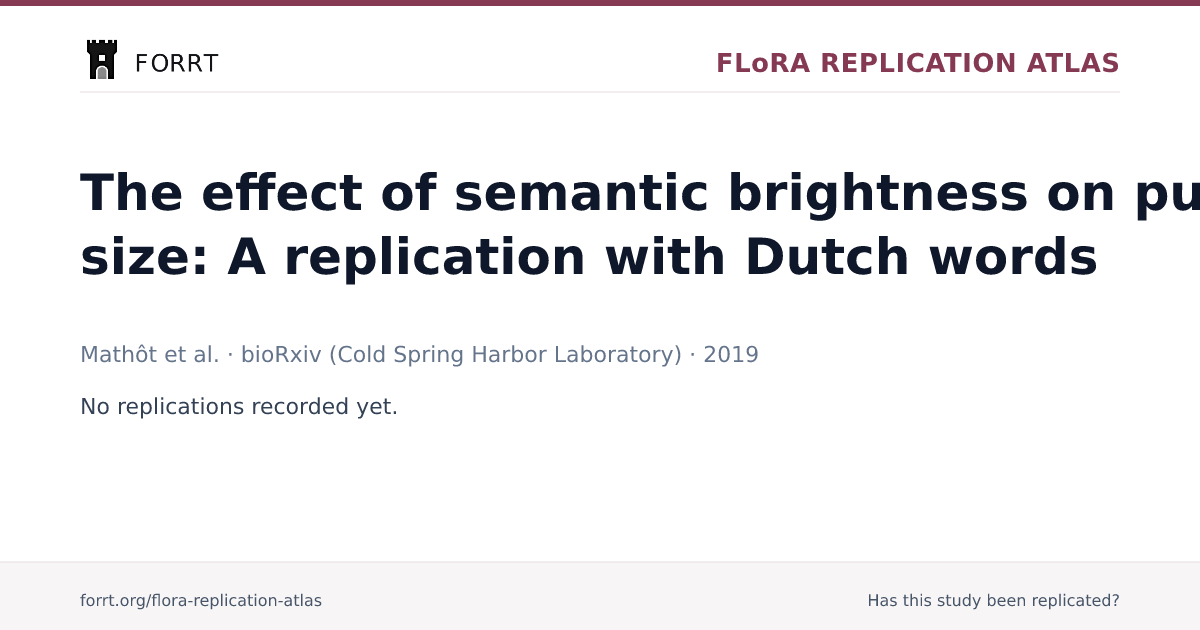 FORRT
FLoRA REPLICATION ATLAS
The effect of semantic brightness on pu
size: A replication with Dutch words
Mathôt et al. · bioRxiv (Cold Spring Harbor Laboratory) · 2019
No replications recorded yet.
forrt.org/flora-replication-atlas
Has this study been replicated?